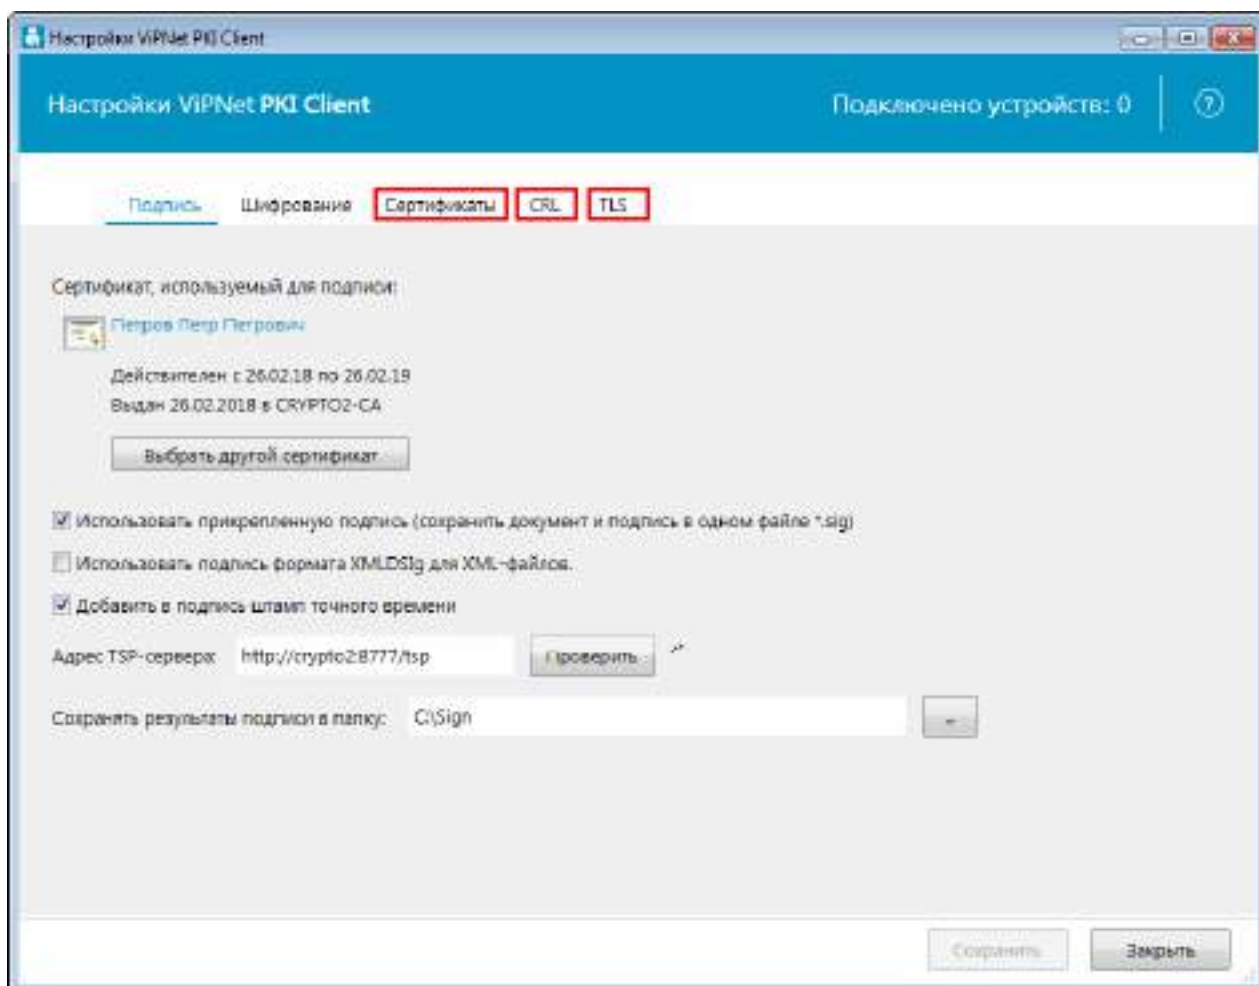 Настройки ViPNet PKI Client
Настройки ViPNet PKI Client
Подключено устройств: 0
?
Подпись Шифрование Сертификаты CRL TLS
Сертификат, используемый для подписи:
Петров Петр Петрович
Действителен с 26.02.18 по 26.02.19
Выдан 26.02.2018 в CRYPTO2-CA
Выбрать другой сертификат
Использовать прикрепленную подпись (сохранить документ и подпись в одном файле *.sig)
Использовать подпись формата XMLDSig для XML-файлов.
Добавить в подпись штамп точного времени
Адрес TSP-сервера: http://crypto2:8777/tsp Проверить
Сохранять результаты подписи в папку: C:\Sign
Сохранить Закрыть